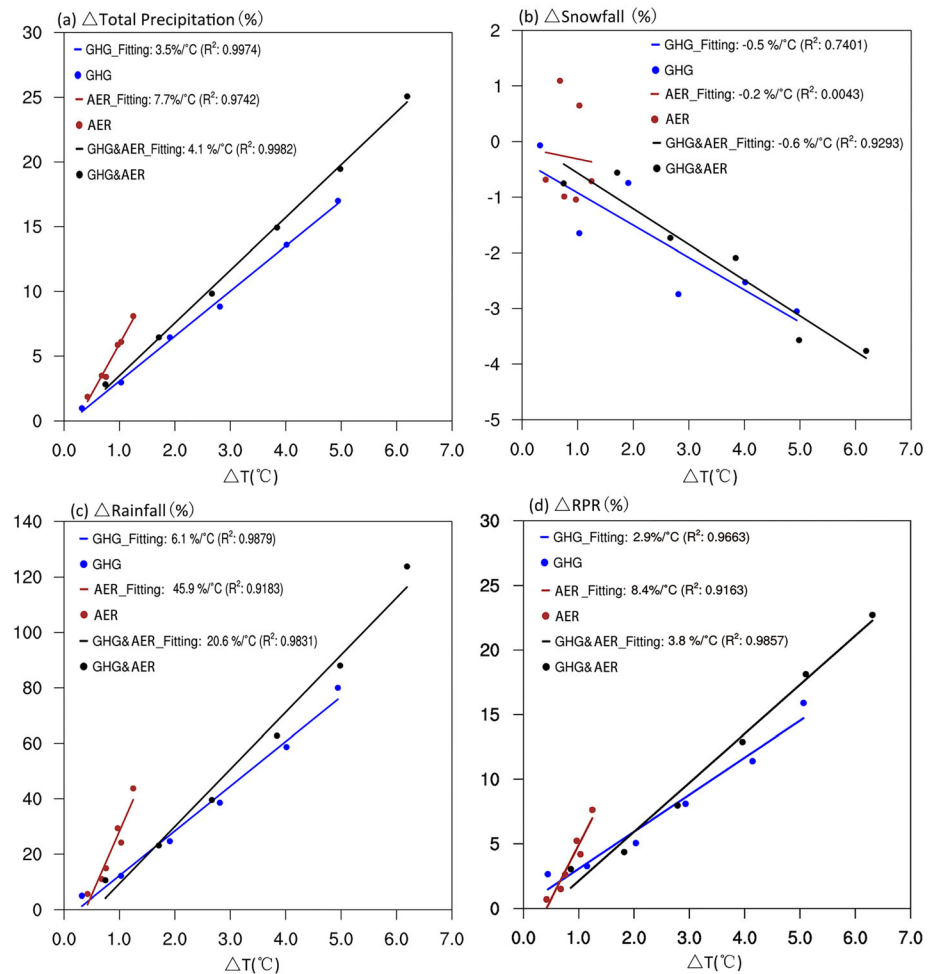 (a) △Total Precipitation (%)
30
25
20
15
10
5
0
GHG_Fitting: 3.5%/°C (R²: 0.9974)
GHG
AER_Fitting: 7.7%/°C (R²: 0.9742)
AER
GHG&AER_Fitting: 4.1 %/°C (R²: 0.9982)
GHG&AER
0.0 1.0 2.0 3.0 4.0 5.0 6.0 7.0
△T(℃)
(b) △Snowfall (%)
2
1
0
-1
-2
-3
-4
-5
GHG_Fitting: -0.5 %/°C (R²: 0.7401)
GHG
AER_Fitting: -0.2 %/°C (R²: 0.0043)
AER
GHG&AER_Fitting: -0.6 %/°C (R²: 0.9293)
GHG&AER
0.0 1.0 2.0 3.0 4.0 5.0 6.0 7.0
△T(℃)
(c) △Rainfall (%)
140
120
100
80
60
40
20
0
GHG_Fitting: 6.1 %/°C (R²: 0.9879)
GHG
AER_Fitting: 45.9 %/°C (R²: 0.9183)
AER
GHG&AER_Fitting: 20.6 %/°C (R²: 0.9831)
GHG&AER
0.0 1.0 2.0 3.0 4.0 5.0 6.0 7.0
△T(℃)
(d) △RPR (%)
30
25
20
15
10
5
0
GHG_Fitting: 2.9%/°C (R²: 0.9663)
GHG
AER_Fitting: 8.4%/°C (R²: 0.9163)
AER
GHG&AER_Fitting: 3.8 %/°C (R²: 0.9857)
GHG&AER
0.0 1.0 2.0 3.0 4.0 5.0 6.0 7.0
△T(℃)